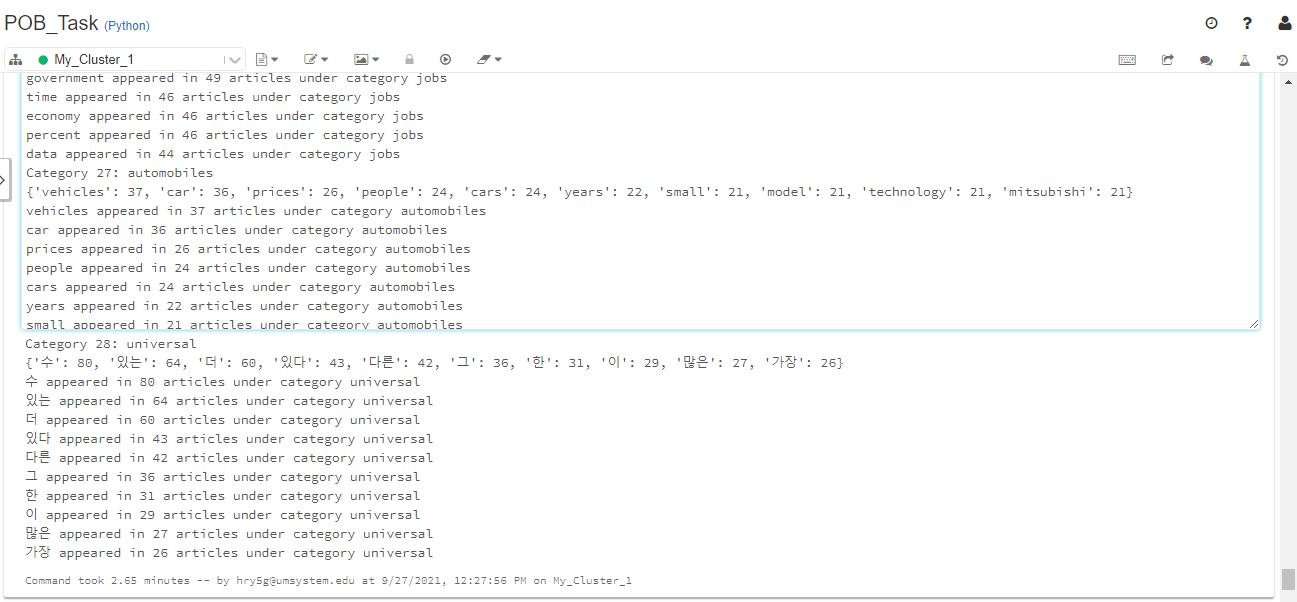 POB_Task (Python)
My_Cluster_1
government appeared in 49 articles under category jobs
time appeared in 46 articles under category jobs
economy appeared in 46 articles under category jobs
percent appeared in 46 articles under category jobs
data appeared in 44 articles under category jobs
Category 27: automobiles
{'vehicles': 37, 'car': 36, 'prices': 26, 'people': 24, 'cars': 24, 'years': 22, 'small': 21, 'model': 21, 'technology': 21, 'mitsubishi': 21}
vehicles appeared in 37 articles under category automobiles
car appeared in 36 articles under category automobiles
prices appeared in 26 articles under category automobiles
people appeared in 24 articles under category automobiles
cars appeared in 24 articles under category automobiles
years appeared in 22 articles under category automobiles
small appeared in 21 articles under category automobiles
Category 28: universal
{'수': 80, '있는': 64, '더': 60, '있다': 43, '다른': 42, '그': 36, '한': 31, '이': 29, '많은': 27, '가장': 26}
수 appeared in 80 articles under category universal
있는 appeared in 64 articles under category universal
더 appeared in 60 articles under category universal
있다 appeared in 43 articles under category universal
다른 appeared in 42 articles under category universal
그 appeared in 36 articles under category universal
한 appeared in 31 articles under category universal
이 appeared in 29 articles under category universal
많은 appeared in 27 articles under category universal
가장 appeared in 26 articles under category universal
Command took 2.65 minutes -- by hry5g@umsystem.edu at 9/27/2021, 12:27:56 PM on My_Cluster_1